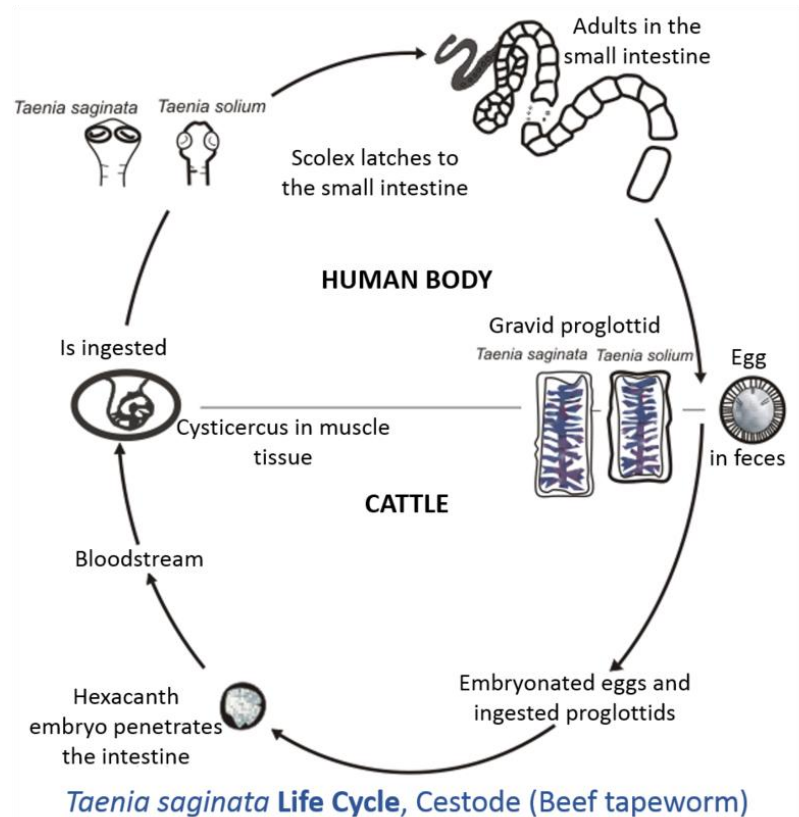 Adults in the
small intestine
Taenia saginata
Taenia solium
Scolex latches to
the small intestine
HUMAN BODY
Gravid proglottid
Taenia saginata
Taenia solium
Egg
Is ingested
Cysticercus in muscle
tissue
in feces
CATTLE
Bloodstream
Embryonated eggs and
ingested proglottids
Hexacanth
embryo penetrates
the intestine
Taenia saginata Life Cycle, Cestode (Beef tapeworm)